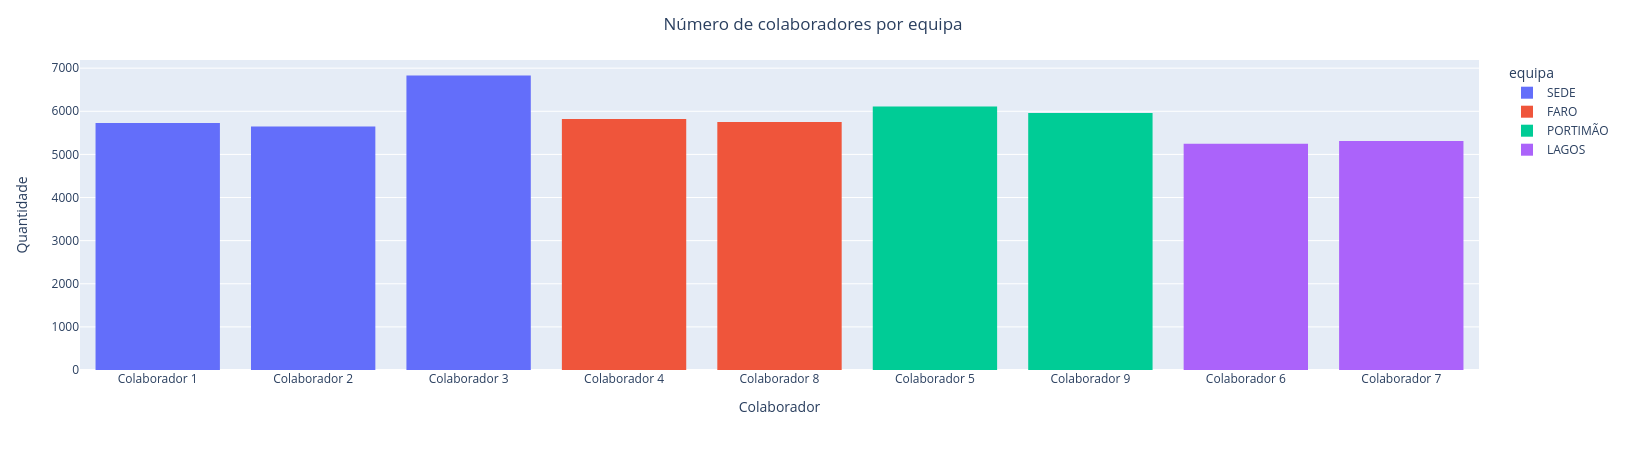 Número de colaboradores por equipa
Quantidade
7000
6000
5000
4000
3000
2000
1000
0
Colaborador 1
Colaborador 2
Colaborador 3
Colaborador 4
Colaborador 8
Colaborador 5
Colaborador 9
Colaborador 6
Colaborador 7
Colaborador
equipa
SEDE
FARO
PORTIMÃO
LAGOS